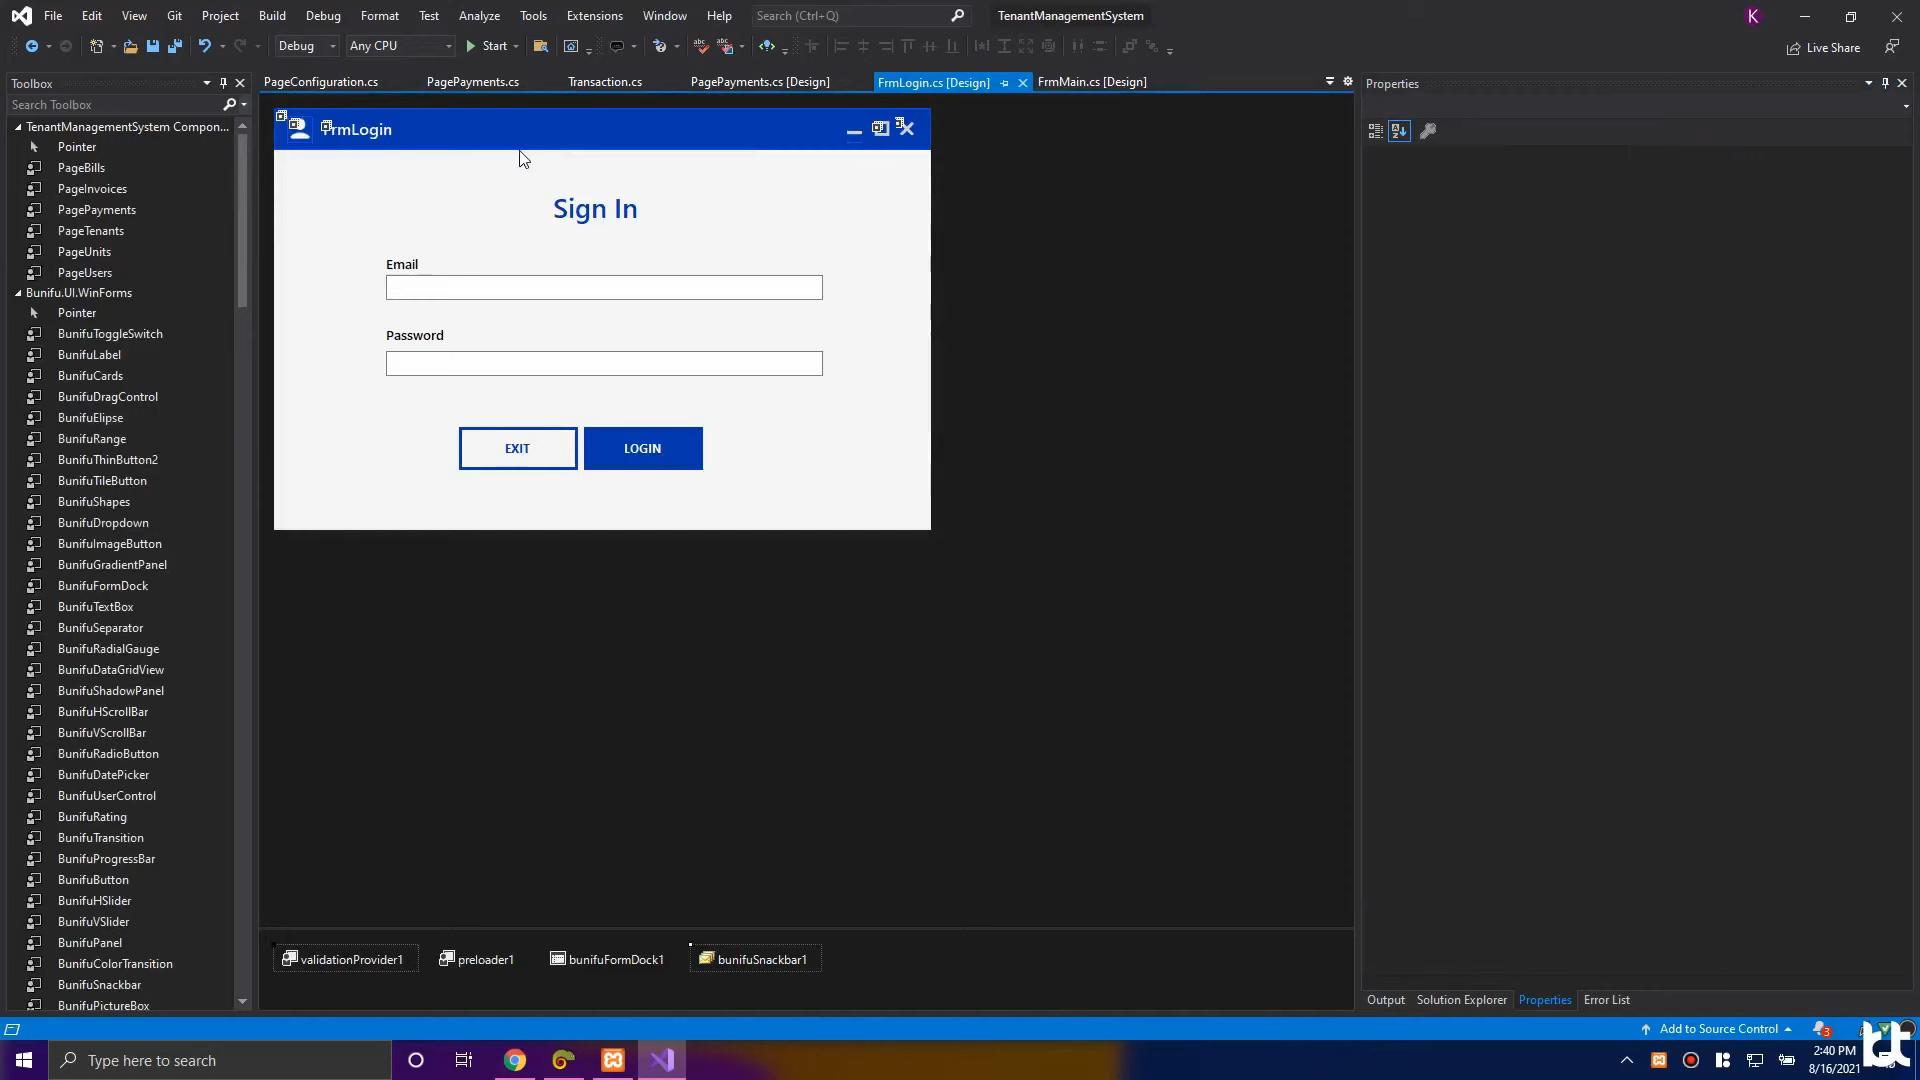 File Edit View Git Project Build Debug Format Test Analyze Tools Extensions Window Help Search (Ctrl+Q) TenantManagementSystem K
Debug Any CPU Start Live Share
Toolbox
Search Toolbox
TenantManagementSystem Compon...
Pointer
PageBills
PageInvoices
PagePayments
PageTenants
PageUnits
PageUsers
Bunifu.UI.WinForms
Pointer
BunifuToggleSwitch
BunifuLabel
BunifuCards
BunifuDragControl
BunifuElipse
BunifuRange
BunifuThinButton2
BunifuTileButton
BunifuShapes
BunifuDropdown
BunifuImageButton
BunifuGradientPanel
BunifuFormDock
BunifuTextBox
BunifuSeparator
BunifuRadialGauge
BunifuDataGridView
BunifuShadowPanel
BunifuHScrollBar
BunifuVScrollBar
BunifuRadioButton
BunifuDatePicker
BunifuUserControl
BunifuRating
BunifuTransition
BunifuProgressBar
BunifuButton
BunifuHSlider
BunifuVSlider
BunifuPanel
BunifuColorTransition
BunifuSnackbar
BunifuPictureBox
PageConfiguration.cs PagePayments.cs Transaction.cs PagePayments.cs [Design] FrmLogin.cs [Design] FrmMain.cs [Design]
FrmLogin
Sign In
Email
Password
EXIT LOGIN
validationProvider1 preloader1 bunifuFormDock1 bunifuSnackbar1
Properties
Output Solution Explorer Properties Error List
Add to Source Control 3
Type here to search
2:40 PM
8/16/2021